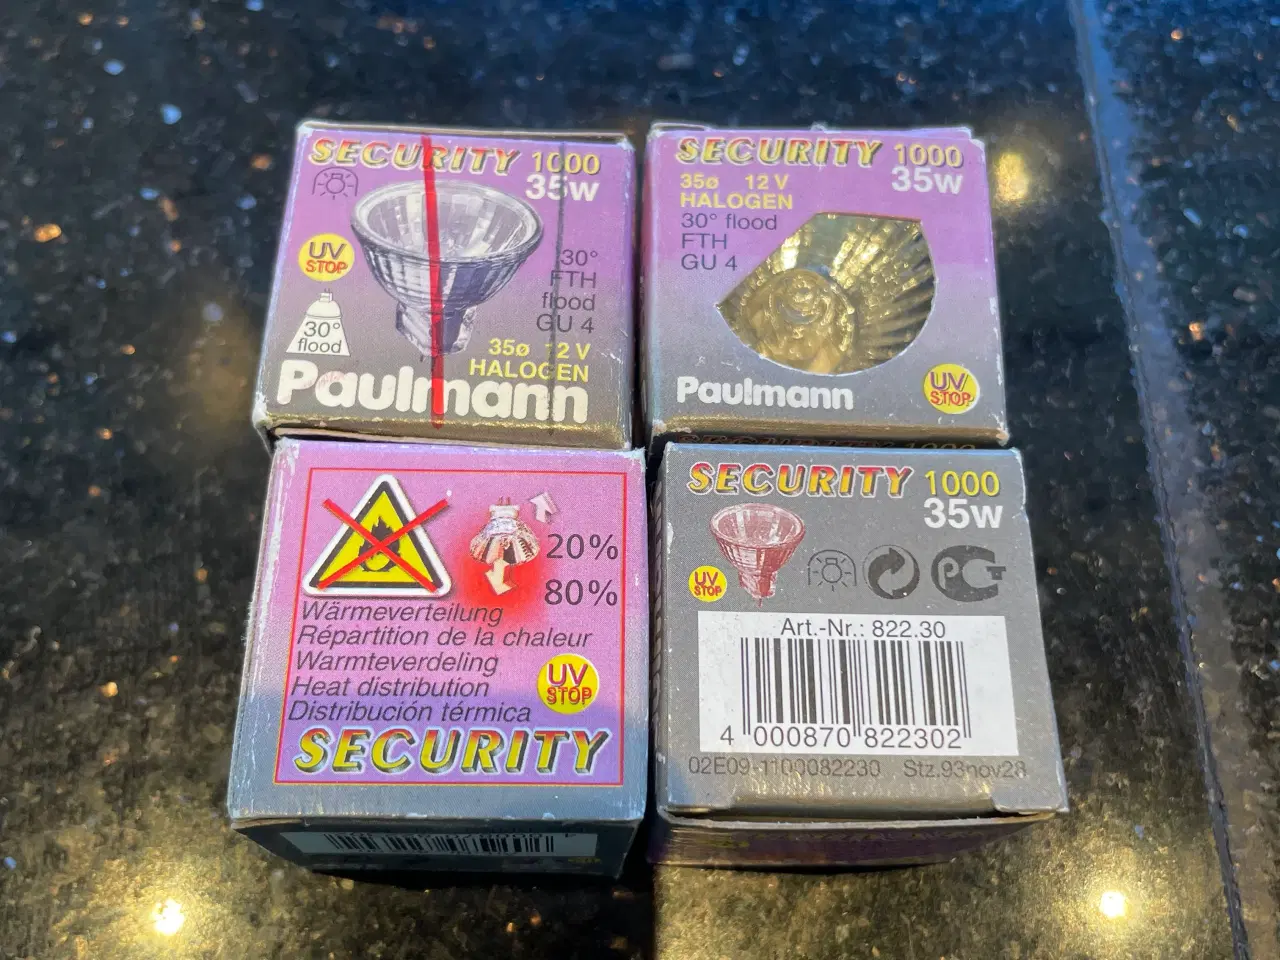 SECURITY 1000
35W
UV
STOP
30°
FTH
flood
GU 4
30°
flood
35ø 12 V
HALOGEN
Paulmann
SECURITY 1000
35W
35ø 12 V
HALOGEN
30° flood
FTH
GU 4
Paulmann
UV
STOP
20%
80%
Wärmeverteilung
Répartition de la chaleur
Warmteverdeling
Heat distribution
Distribución térmica
UV
STOP
SECURITY
SECURITY 1000
35W
UV
STOP
Art.-Nr.: 822.30
4 000870 822302
02E09-1100082230 Stz.93nov28